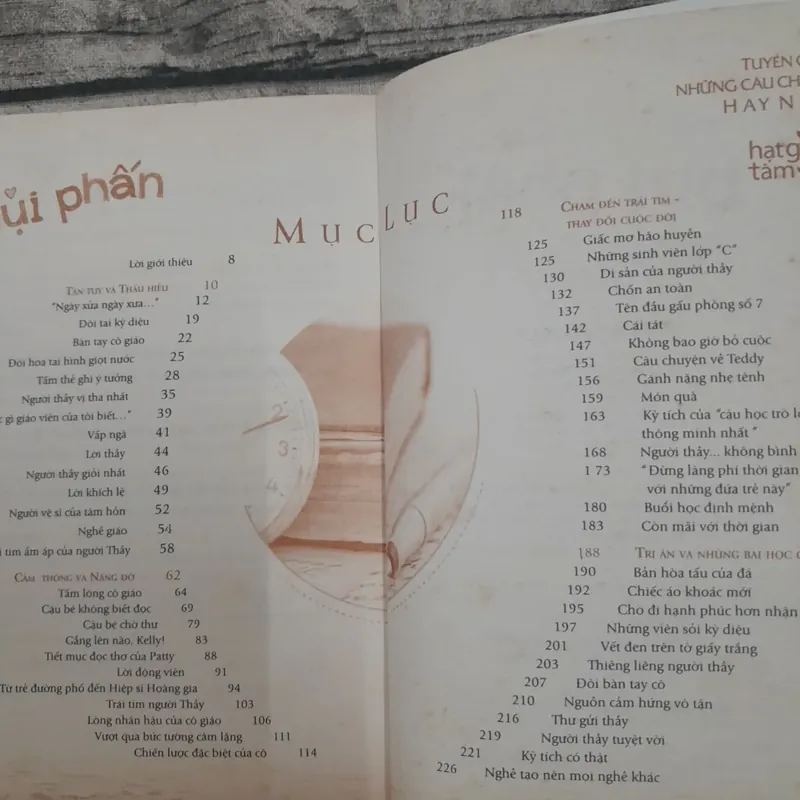 phấn
MỤC LỤC
Lời giới thiệu 8
TẬN TỤY VÀ THẤU HIỂU 10
"Ngày xửa ngày xưa..." 12
Đôi tai kỳ diệu 19
Bàn tay cô giáo 22
Đôi hoa tai hình giọt nước 25
Tấm thẻ ghi ý tưởng 28
Người thầy vị tha nhất 35
gì giáo viên của tôi biết..." 39
Vấp ngã 41
Lời thầy 44
Người thầy giỏi nhất 46
Lời khích lệ 49
Người vệ sĩ của tâm hồn 52
Nghề giáo 54
tim ấm áp của người Thầy 58
CẢM THÔNG VÀ NÂNG ĐỠ 62
Tấm lòng cô giáo 64
Cậu bé không biết đọc 69
Cậu bé chờ thư 79
Gắng lên nào, Kelly! 83
Tiết mục đọc thơ của Patty 88
Lời động viên 91
Từ trẻ đường phố đến Hiệp sĩ Hoàng gia 94
Trái tim người Thầy 103
Lòng nhân hậu của cô giáo 106
Vượt qua bức tường câm lặng 111
Chiến lược đặc biệt của cô 114
TUYỂN
NHỮNG CÂU
HAY
hạt
tâm
118 CHẠM ĐẾN TRÁI TIM -
THAY ĐỔI CUỘC ĐỜI
125 Giấc mơ hão huyền
125 Những sinh viên lớp "C"
130 Di sản của người thầy
132 Chốn an toàn
137 Tên đầu gấu phòng số 7
142 Cái tát
147 Không bao giờ bỏ cuộc
151 Câu chuyện về Teddy
156 Gánh nặng nhẹ tênh
159 Món quà
163 Kỳ tích của "cậu học trò
thông minh nhất"
168 Người thầy... không bình
173 "Đừng lãng phí thời gian
với những đứa trẻ này"
180 Buổi học định mệnh
183 Còn mãi với thời gian
188 TRI ÂN VÀ NHỮNG BÀI HỌC
190 Bản hòa tấu của đá
192 Chiếc áo khoác mới
195 Cho đi hạnh phúc hơn nhận
197 Những viên sỏi kỳ diệu
201 Vết đen trên tờ giấy trắng
203 Thiêng liêng người thầy
207 Đôi bàn tay cô
210 Nguồn cảm hứng vô tận
216 Thư gửi thầy
219 Người thầy tuyệt vời
221 Kỳ tích có thật
226 Nghề tạo nên mọi nghề khác